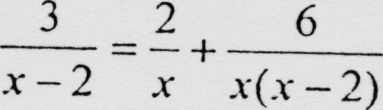 3/(x − 2) = 2/x + 6/(x(x − 2))